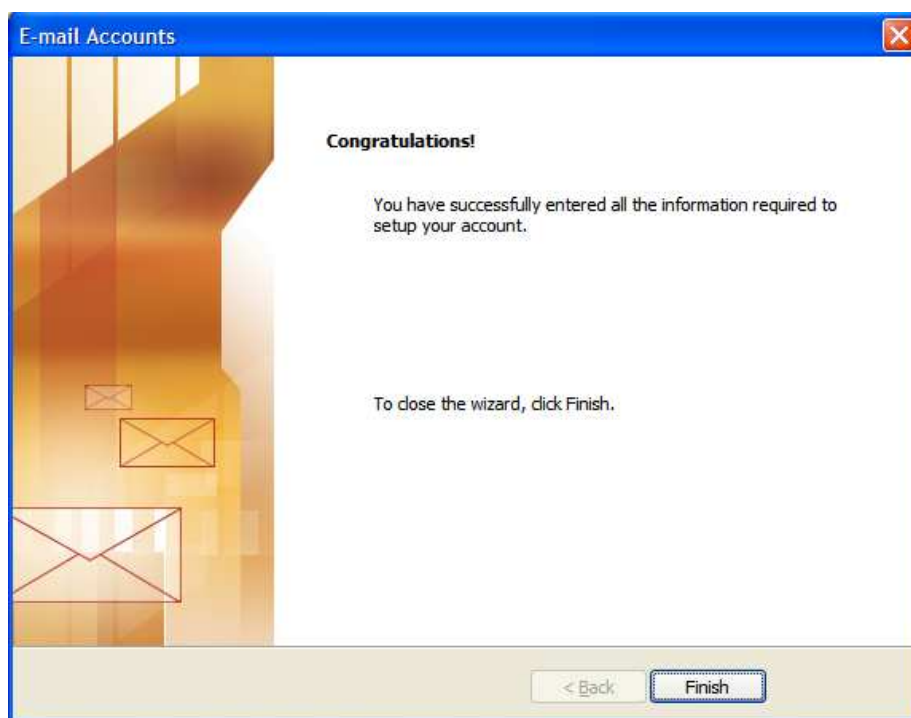 E-mail Accounts
Congratulations!
You have successfully entered all the information required to
setup your account.
To close the wizard, click Finish.
< Back
Finish